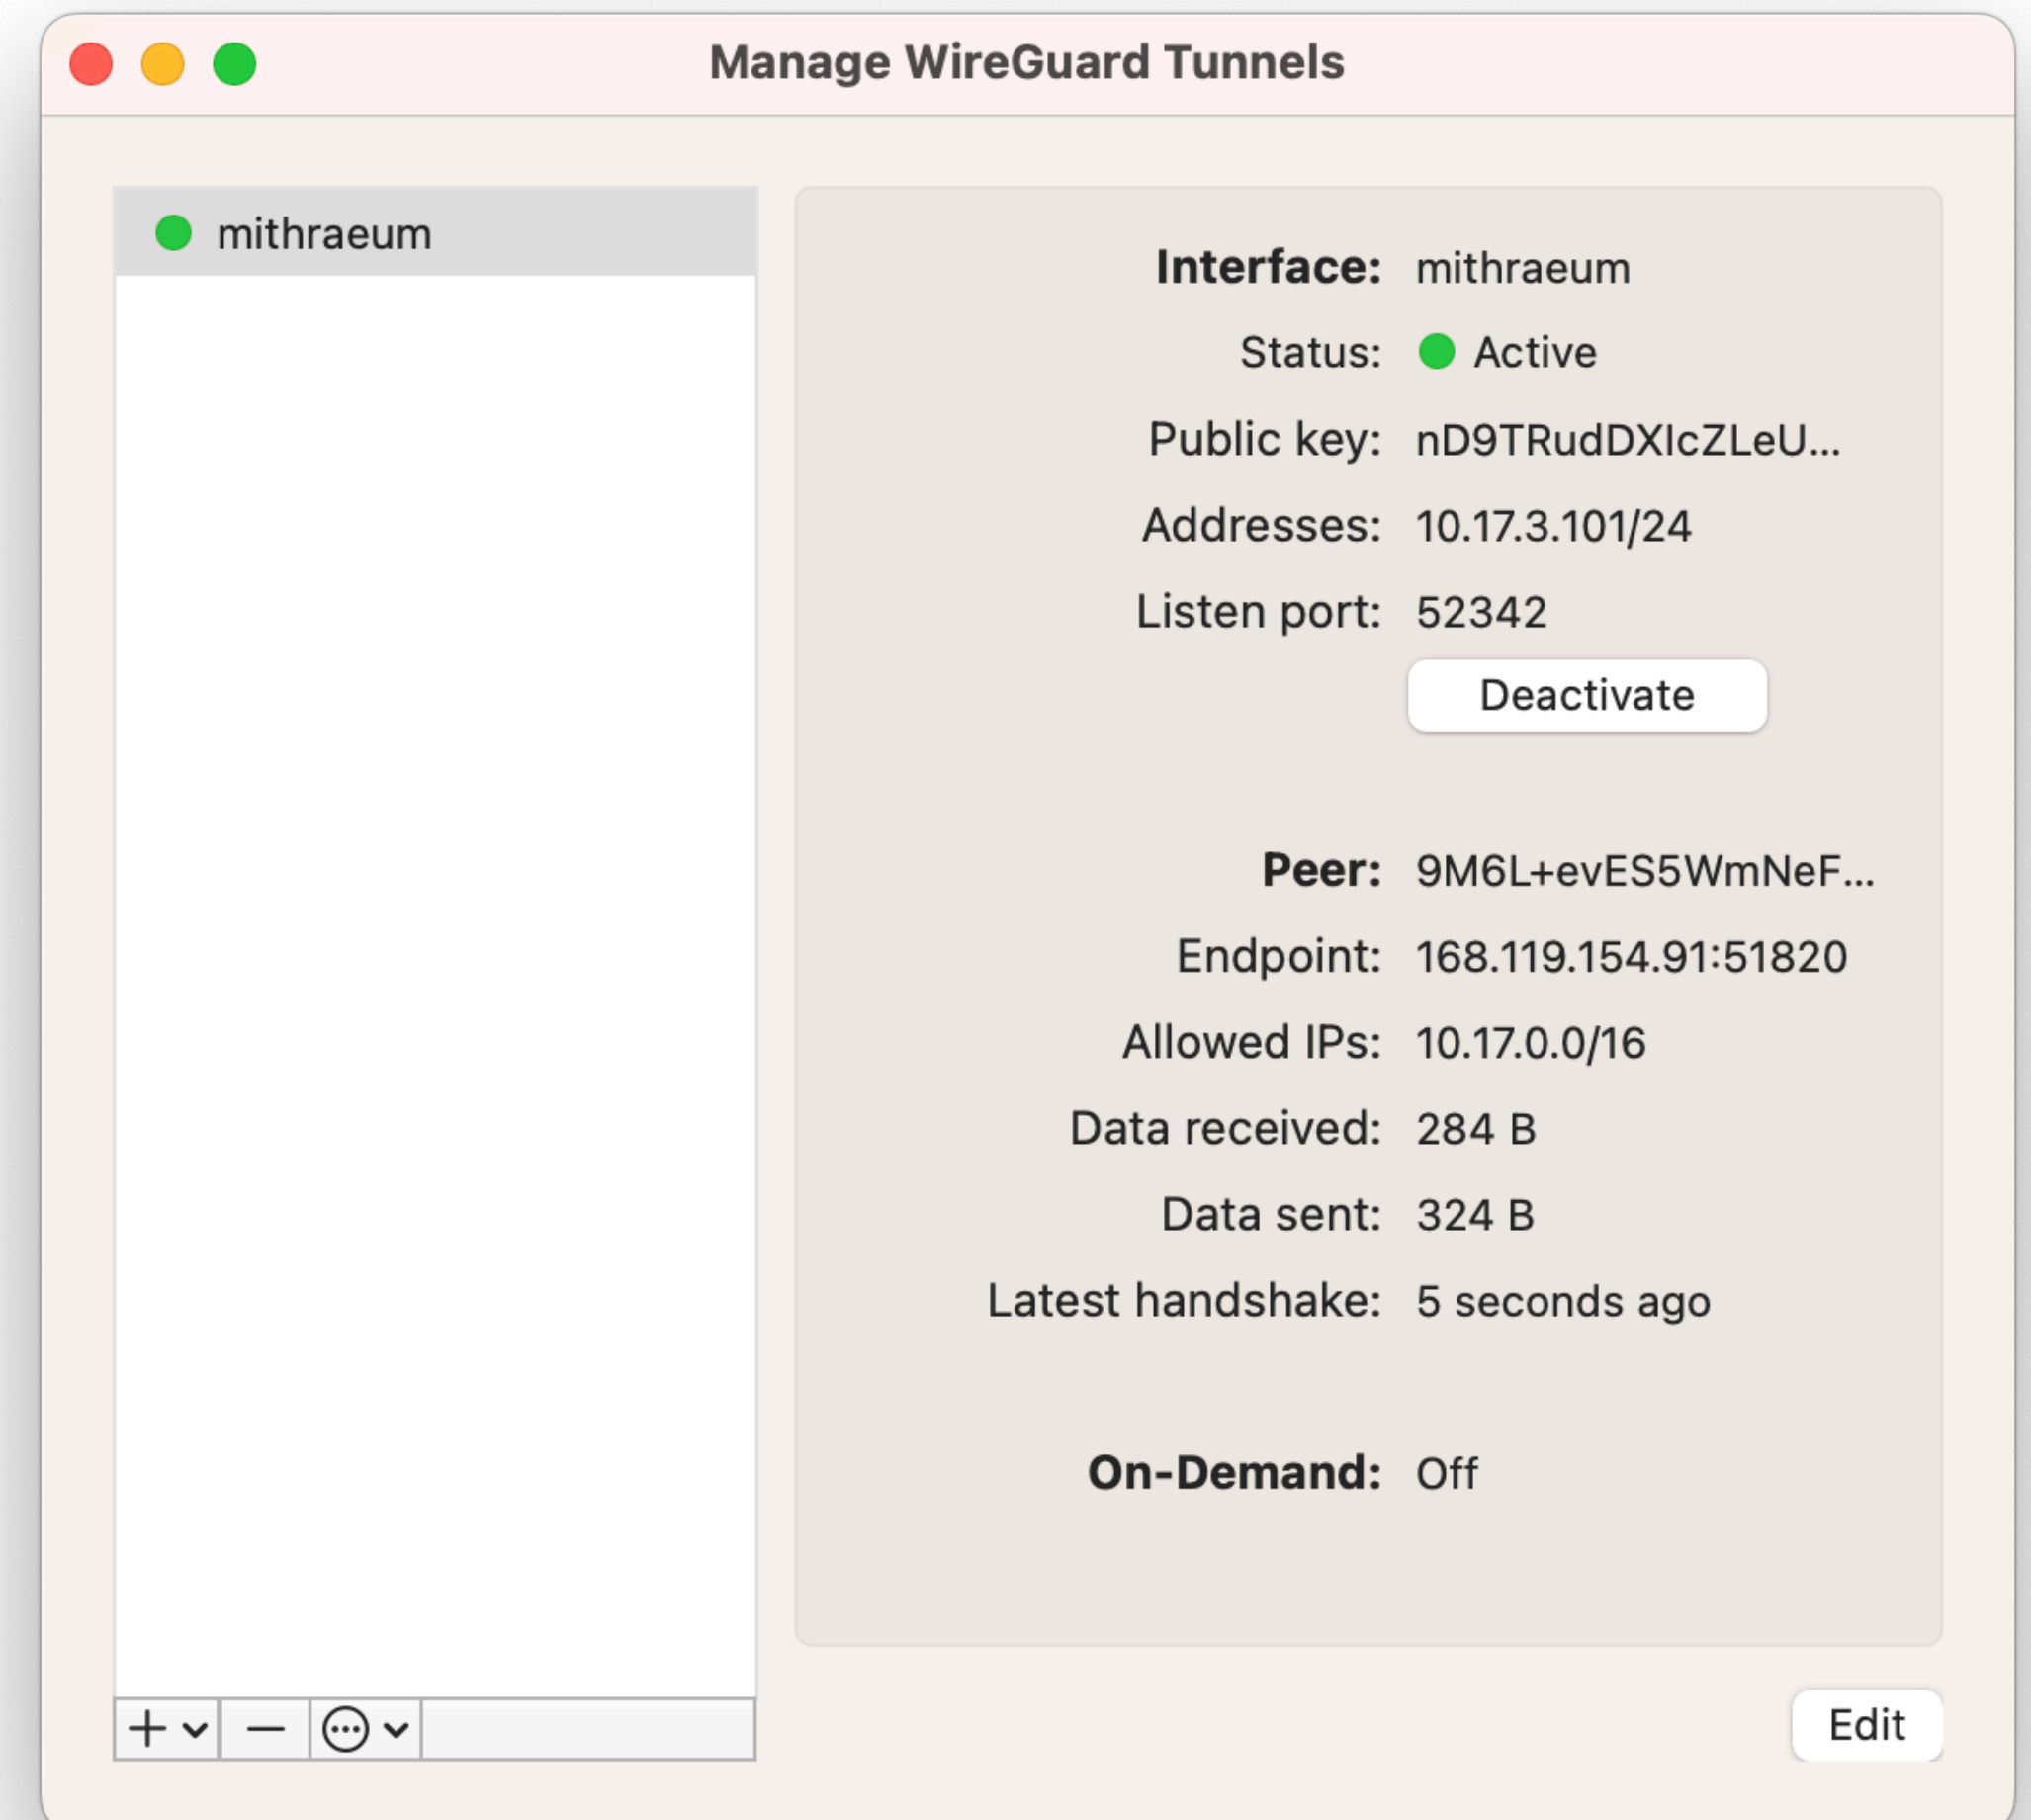 Manage WireGuard Tunnels
mithraeum
Interface: mithraeum
Status: Active
Public key: nD9TRudDXIcZLeU...
Addresses: 10.17.3.101/24
Listen port: 52342
Deactivate
Peer: 9M6L+evES5WmNeF...
Endpoint: 168.119.154.91:51820
Allowed IPs: 10.17.0.0/16
Data received: 284 B
Data sent: 324 B
Latest handshake: 5 seconds ago
On-Demand: Off
Edit